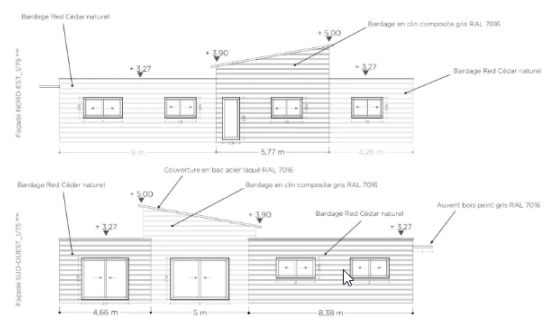 Bardage Red Cédar naturel
+ 5,00
Bardage en clin composite gris RAL 7016
+ 3,90
+ 3,27
+ 3,27
Bardage Red Cédar naturel
Façade NORD-EST_1/75 ème
8 m
5,77 m
4,28 m
Couverture en bac acier laqué RAL 7016
Bardage Red Cédar naturel
Bardage en clin composite gris RAL 7016
+ 5,00
+ 3,90
Bardage Red Cédar naturel
Auvent bois peint gris RAL 7016
+ 3,27
+ 3,27
Façade SUD-OUEST_1/75 ème
4,66 m
5 m
8,38 m